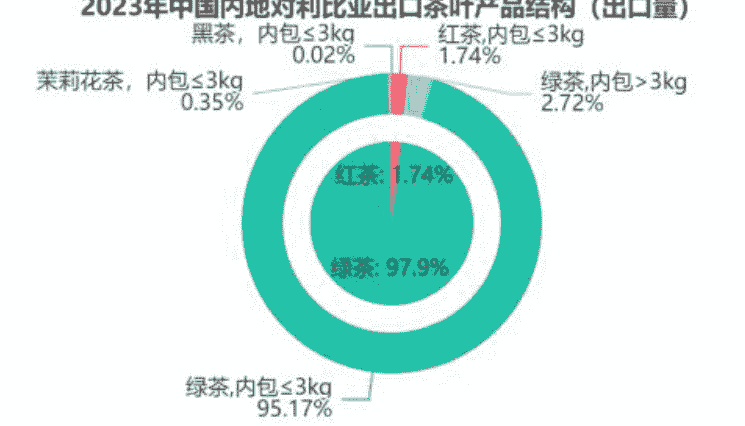 2023年中国内地对利比亚出口茶叶产品结构（出口量）
黑茶，内包≤3kg
0.02%
红茶,内包≤3kg
1.74%
茉莉花茶，内包≤3kg
0.35%
绿茶,内包>3kg
2.72%
红茶: 1.74%
绿茶: 97.9%
绿茶,内包≤3kg
95.17%